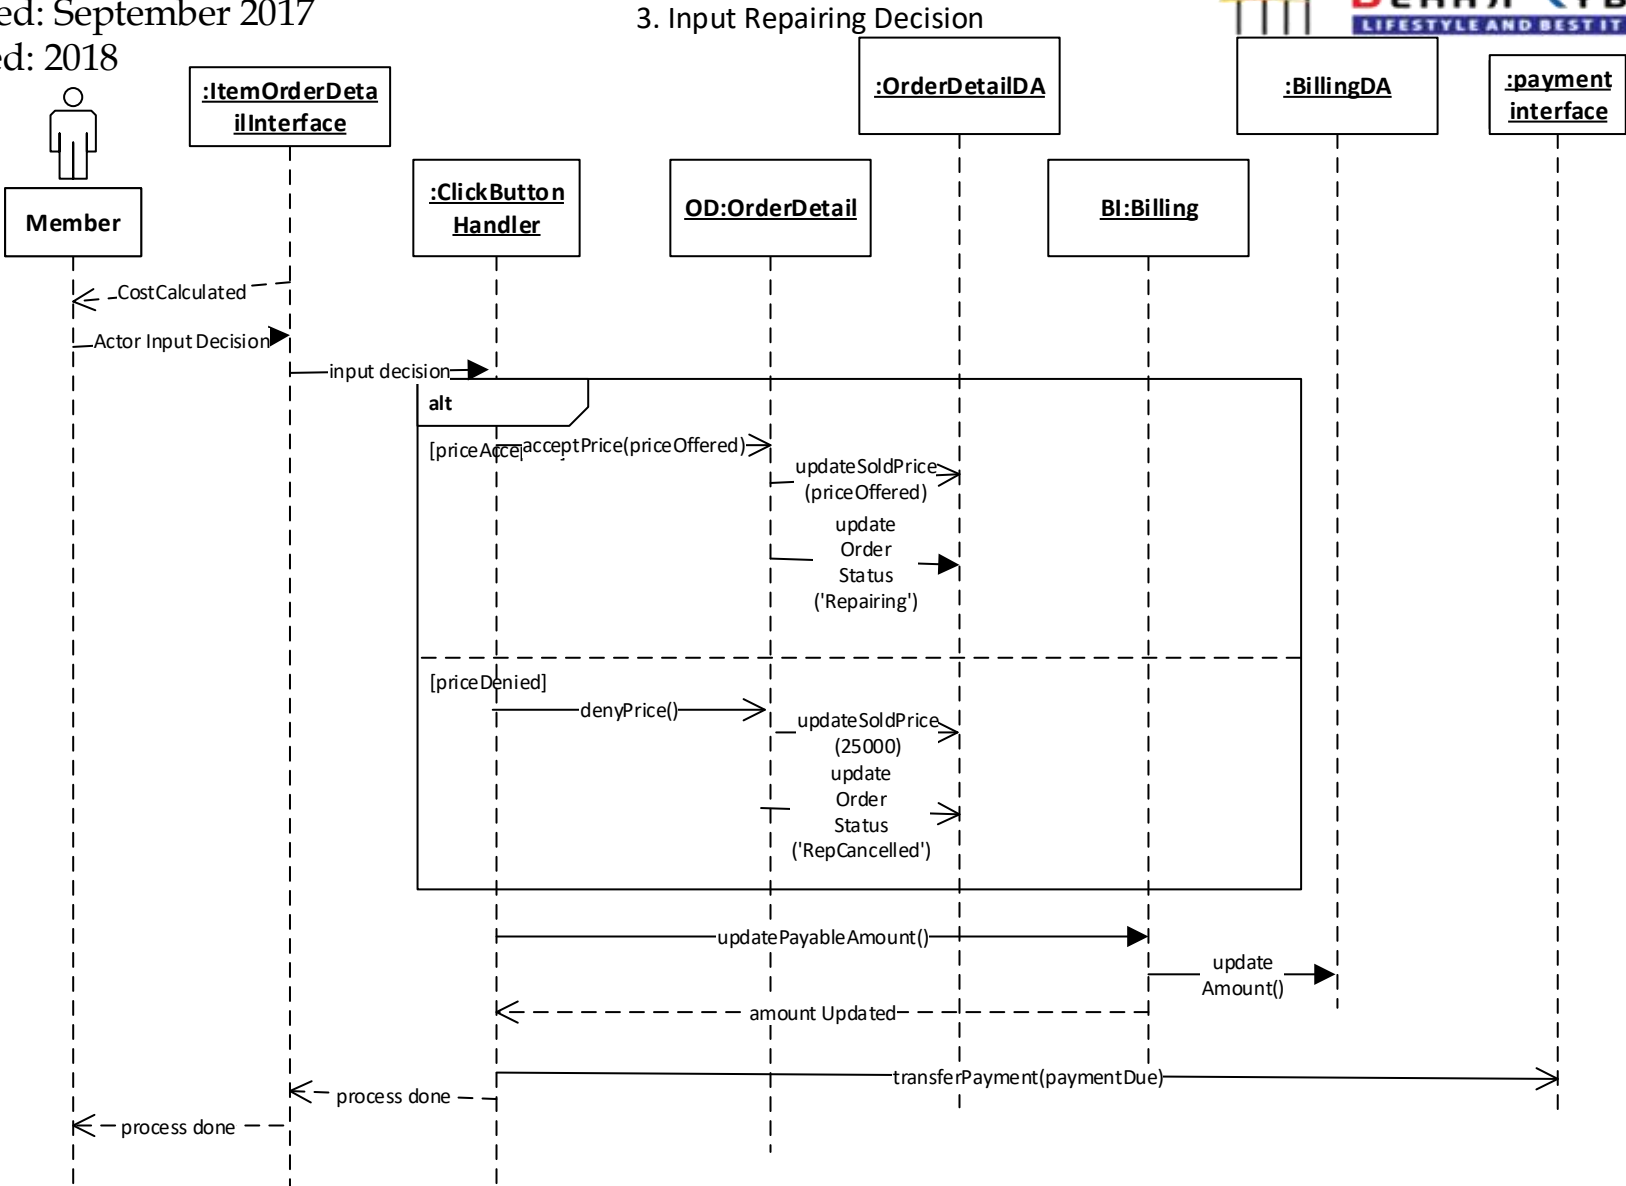 ed: September 2017
ed: 2018
3. Input Repairing Decision
LIFESTYLE AND BEST IT
:ItemOrderDeta
ilInterface
:OrderDetailDA
:BillingDA
:payment
interface
Member
:ClickButton
Handler
OD:OrderDetail
BI:Billing
CostCalculated
Actor Input Decision
input decision
alt
[priceAcce
acceptPrice(priceOffered)
updateSoldPrice
(priceOffered)
update
Order
Status
('Repairing')
[priceDenied]
denyPrice()
updateSoldPrice
(25000)
update
Order
Status
('RepCancelled')
updatePayableAmount()
update
Amount()
amount Updated
transferPayment(paymentDue)
process done
process done